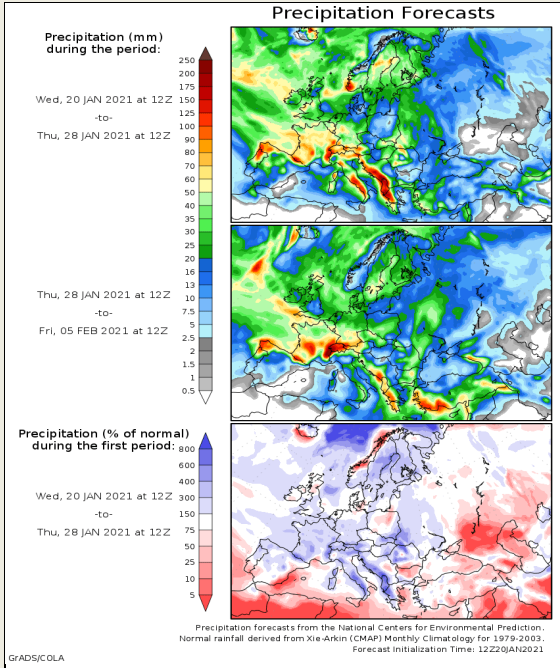 Precipitation Forecasts
Precipitation (mm)
during the period:
Wed, 20 JAN 2021 at 12Z
-to-
Thu, 28 JAN 2021 at 12Z
250
200
175
150
125
100
90
80
70
60
50
40
35
30
25
20
16
13
10
7.5
5
2.5
2
1.5
1
0.5
Thu, 28 JAN 2021 at 12Z
-to-
Fri, 05 FEB 2021 at 12Z
Precipitation (% of normal)
during the first period:
Wed, 20 JAN 2021 at 12Z
-to-
Thu, 28 JAN 2021 at 12Z
800
600
400
300
150
75
50
25
10
5
Precipitation forecasts from the National Centers for Environmental Prediction.
Normal rainfall derived from Xie-Arkin (CMAP) Monthly Climatology for 1979-2003.
Forecast Initialization Time: 12Z20JAN2021
GrADS/COLA